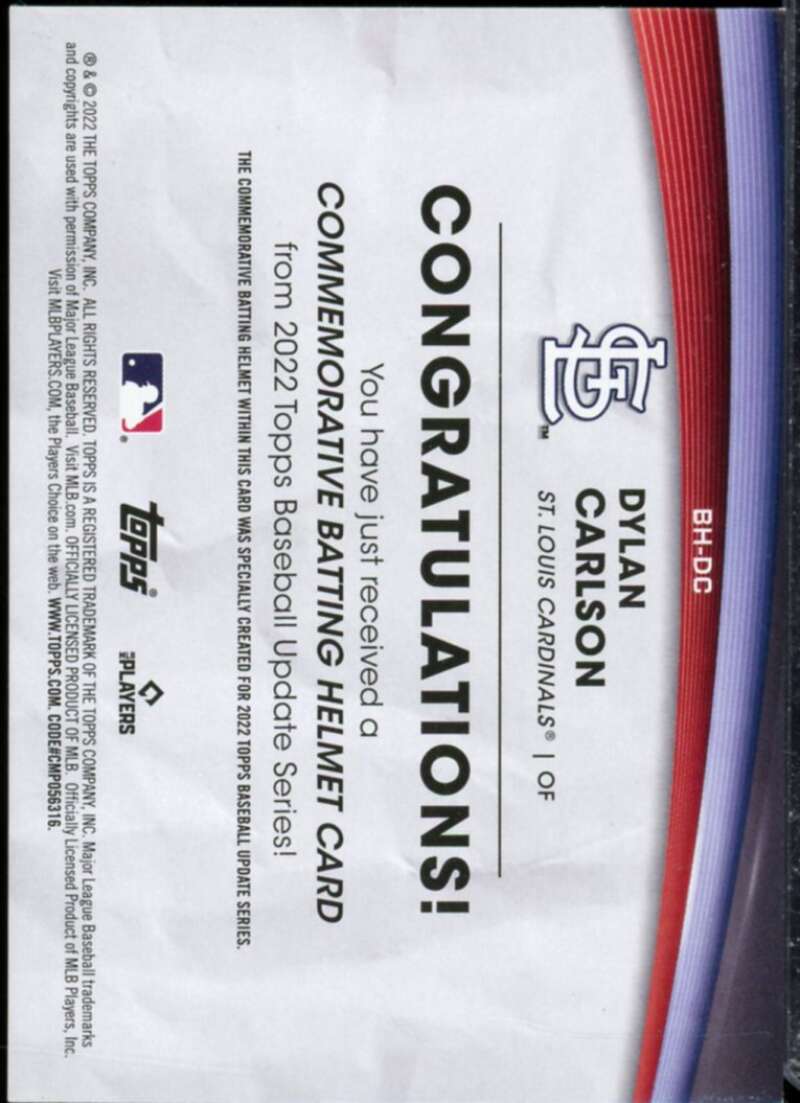 BH-DC
DYLAN
CARLSON
ST. LOUIS CARDINALS® | OF
STL™
CONGRATULATIONS!
You have just received a
COMMEMORATIVE BATTING HELMET CARD
from 2022 Topps Baseball Update Series!
THE COMMEMORATIVE BATTING HELMET WITHIN THIS CARD WAS SPECIALLY CREATED FOR 2022 TOPPS BASEBALL UPDATE SERIES.
® topps® MLB PLAYERS
® & © 2022 THE TOPPS COMPANY, INC. ALL RIGHTS RESERVED. TOPPS IS A REGISTERED TRADEMARK OF THE TOPPS COMPANY, INC. Major League Baseball trademarks
and copyrights are used with permission of Major League Baseball. Visit MLB.com. OFFICIALLY LICENSED PRODUCT OF MLB. Officially Licensed Product of MLB Players, Inc.
Visit MLBPLAYERS.COM, the Players Choice on the web. WWW.TOPPS.COM. CODE#CMP056316.